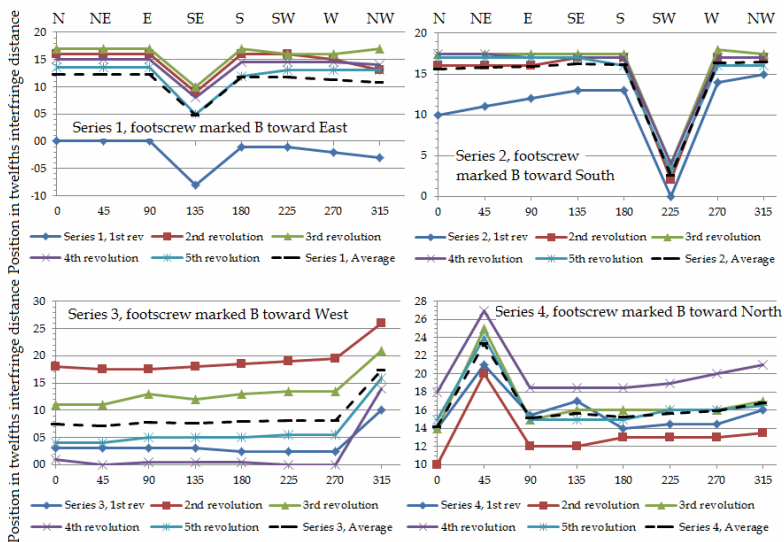 N NE E SE S SW W NW
Position in twelfths interfringe distance
20
15
10
05
00
-05
-10
Series 1, footscrew marked B toward East
0 45 90 135 180 225 270 315
Series 1, 1st rev 2nd revolution 3rd revolution
4th revolution 5th revolution Series 1, Average
N NE E SE S SW W NW
20
15
10
5
0
Series 2, footscrew
marked B toward South
0 45 90 135 180 225 270 315
Series 2, 1st rev 2nd revolution 3rd revolution
4th revolution 5th revolution Series 2, Average
Position in twelfths interfringe distance
30
25
20
15
10
05
00
Series 3, footscrew marked B toward West
0 45 90 135 180 225 270 315
Series 3, 1st rev 2nd revolution 3rd revolution
4th revolution 5th revolution Series 3, Average
28
26
24
22
20
18
16
14
12
10
Series 4, footscrew marked B toward North
0 45 90 135 180 225 270 315
Series 4, 1st rev 2nd revolution 3rd revolution
4th revolution 5th revolution Series 4, Average